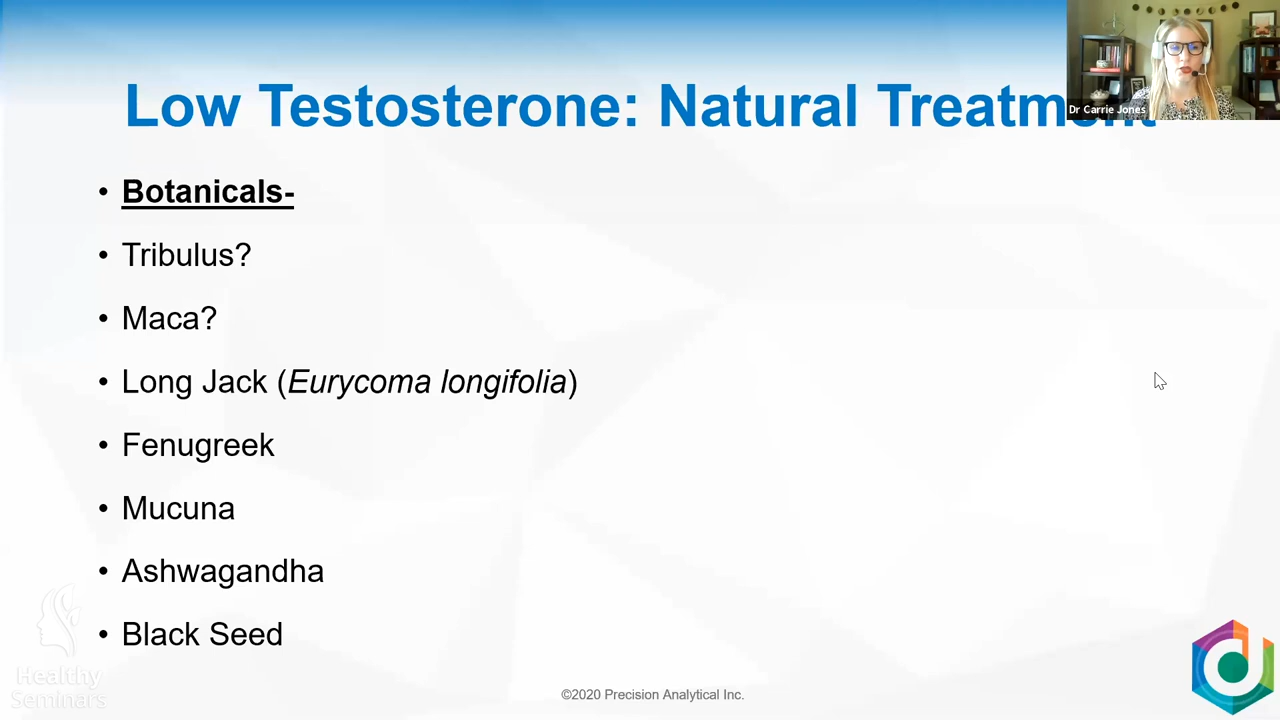 Low Testosterone: Natural Treatment
Dr Carrie Jones
• Botanicals-
• Tribulus?
• Maca?
• Long Jack (Eurycoma longifolia)
• Fenugreek
• Mucuna
• Ashwagandha
• Black Seed
Healthy
Seminars
©2020 Precision Analytical Inc.